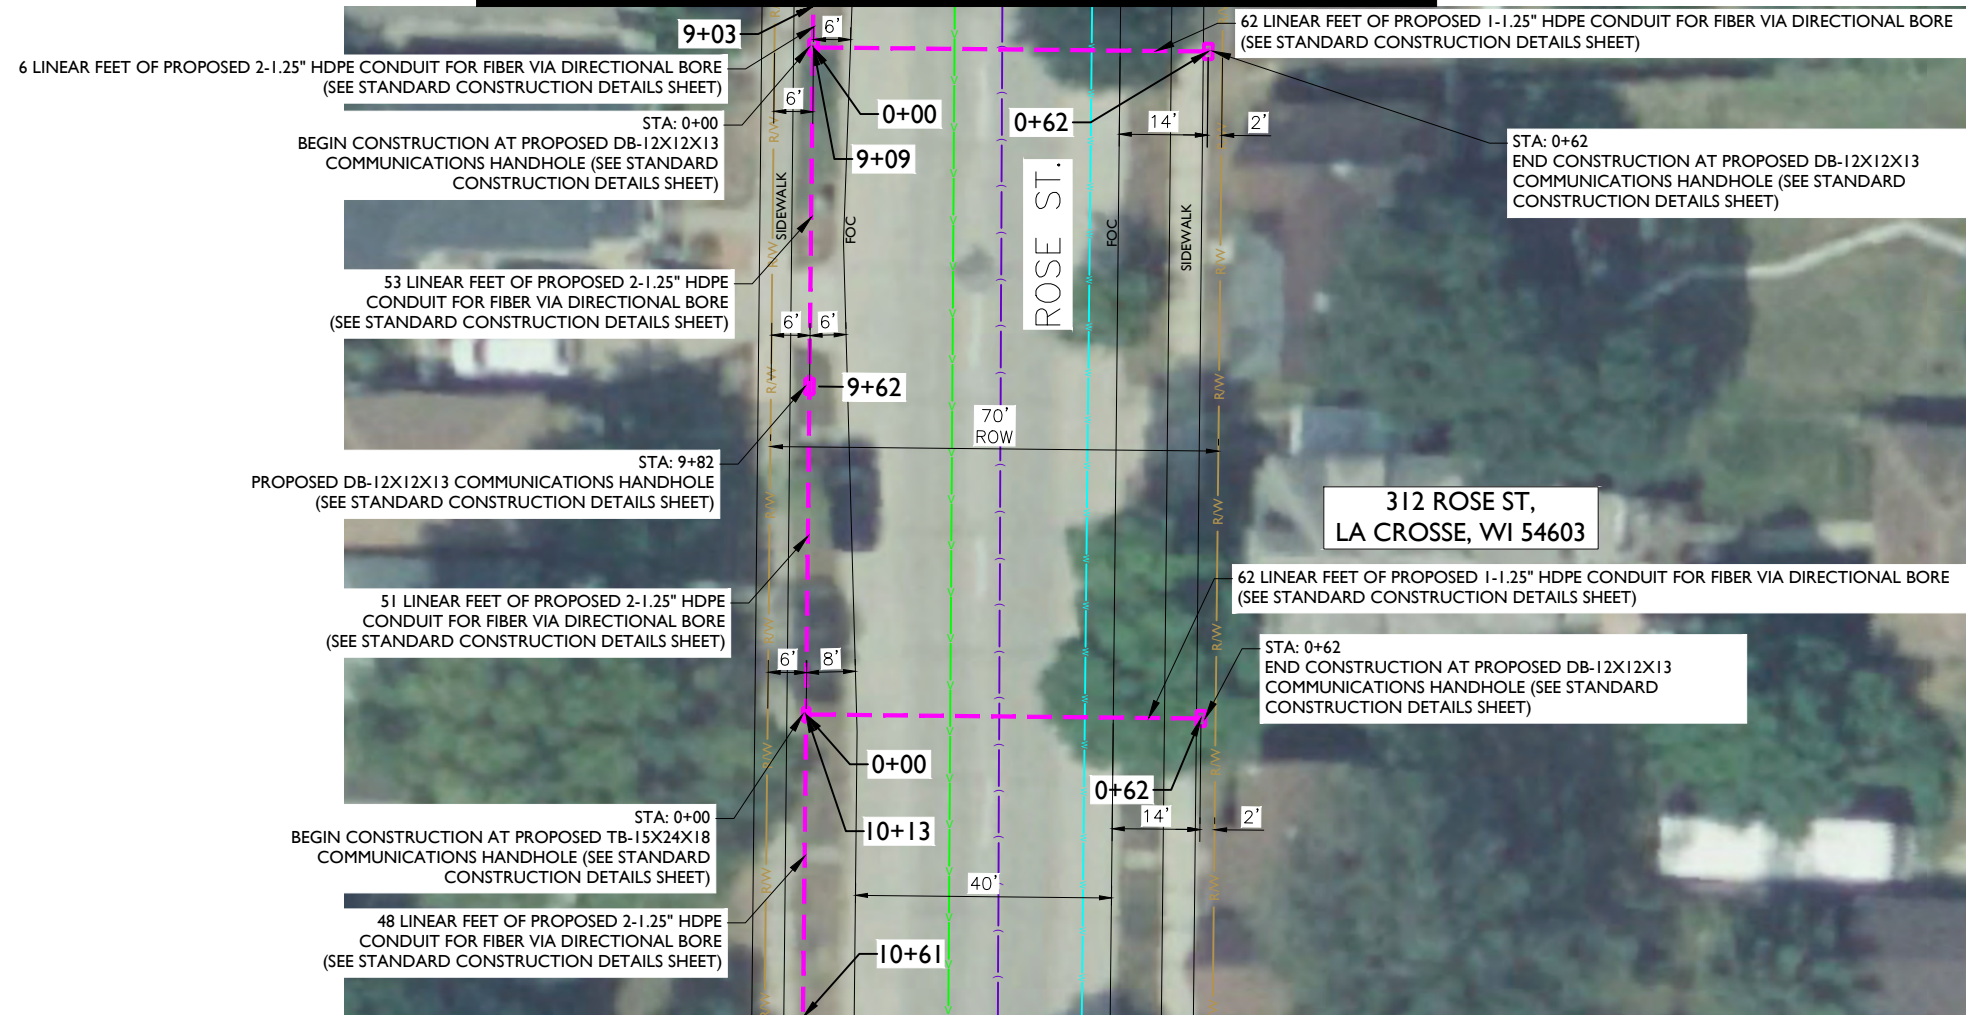 9+03
6'
62 LINEAR FEET OF PROPOSED 1-1.25" HDPE CONDUIT FOR FIBER VIA DIRECTIONAL BORE
(SEE STANDARD CONSTRUCTION DETAILS SHEET)
6 LINEAR FEET OF PROPOSED 2-1.25" HDPE CONDUIT FOR FIBER VIA DIRECTIONAL BORE
(SEE STANDARD CONSTRUCTION DETAILS SHEET)
6'
0+00
0+62
14'
2'
R/W
R/W
R/W
STA: 0+00
BEGIN CONSTRUCTION AT PROPOSED DB-12X12X13
COMMUNICATIONS HANDHOLE (SEE STANDARD
CONSTRUCTION DETAILS SHEET)
9+09
STA: 0+62
END CONSTRUCTION AT PROPOSED DB-12X12X13
COMMUNICATIONS HANDHOLE (SEE STANDARD
CONSTRUCTION DETAILS SHEET)
SIDEWALK
FOC
ROSE ST.
FOC
SIDEWALK
R/W
R/W
53 LINEAR FEET OF PROPOSED 2-1.25" HDPE
CONDUIT FOR FIBER VIA DIRECTIONAL BORE
(SEE STANDARD CONSTRUCTION DETAILS SHEET)
6'
6'
R/W
R/W
9+62
70'
ROW
STA: 9+82
PROPOSED DB-12X12X13 COMMUNICATIONS HANDHOLE
(SEE STANDARD CONSTRUCTION DETAILS SHEET)
R/W
R/W
312 ROSE ST,
LA CROSSE, WI 54603
51 LINEAR FEET OF PROPOSED 2-1.25" HDPE
CONDUIT FOR FIBER VIA DIRECTIONAL BORE
(SEE STANDARD CONSTRUCTION DETAILS SHEET)
62 LINEAR FEET OF PROPOSED 1-1.25" HDPE CONDUIT FOR FIBER VIA DIRECTIONAL BORE
(SEE STANDARD CONSTRUCTION DETAILS SHEET)
R/W
R/W
6'
8'
STA: 0+62
END CONSTRUCTION AT PROPOSED DB-12X12X13
COMMUNICATIONS HANDHOLE (SEE STANDARD
CONSTRUCTION DETAILS SHEET)
R/W
R/W
0+00
0+62
14'
2'
STA: 0+00
BEGIN CONSTRUCTION AT PROPOSED TB-15X24X18
COMMUNICATIONS HANDHOLE (SEE STANDARD
CONSTRUCTION DETAILS SHEET)
10+13
R/W
R/W
40'
48 LINEAR FEET OF PROPOSED 2-1.25" HDPE
CONDUIT FOR FIBER VIA DIRECTIONAL BORE
(SEE STANDARD CONSTRUCTION DETAILS SHEET)
10+61
R/W